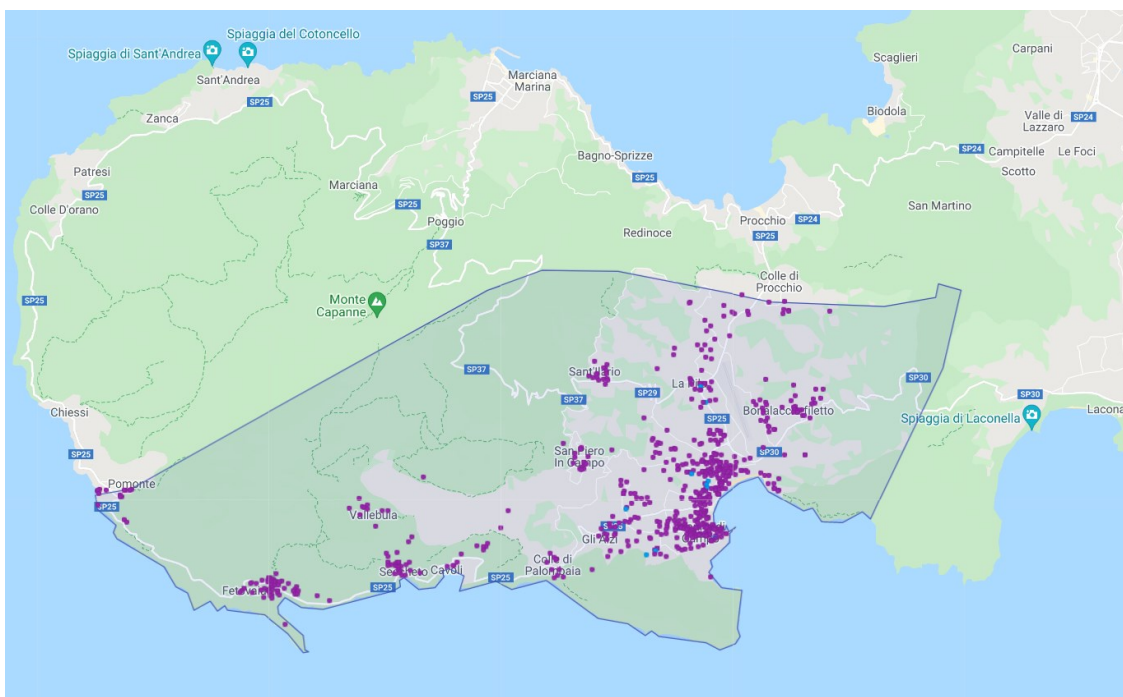 Spiaggia del Cotoncello
Spiaggia di Sant'Andrea
Sant'Andrea
SP25
Zanca
Marciana
Marina
SP25
Scaglieri
Carpani
Biodola
Valle di
Lazzaro
SP24
SP24
Campitelle
Le Foci
Scotto
Bagno-Sprizze
SP25
Patresi
SP25
Colle D'orano
Marciana
SP25
Poggio
SP37
Redinoce
Procchio
SP24
SP25
San Martino
Colle di
Procchio
SP25
Monte
Capanne
SP37
Sant'Ilario
SP37
SP29
La
SP25
SP30
SP30
Chiessi
SP25
Spiaggia di Laconella
Lacona
SP30
San Piero
In Campo
Pomonte
SP25
Vallebuia
Gli Alzi
Seccheto
Cavoli
SP25
SP25
Colle di
Palombaia